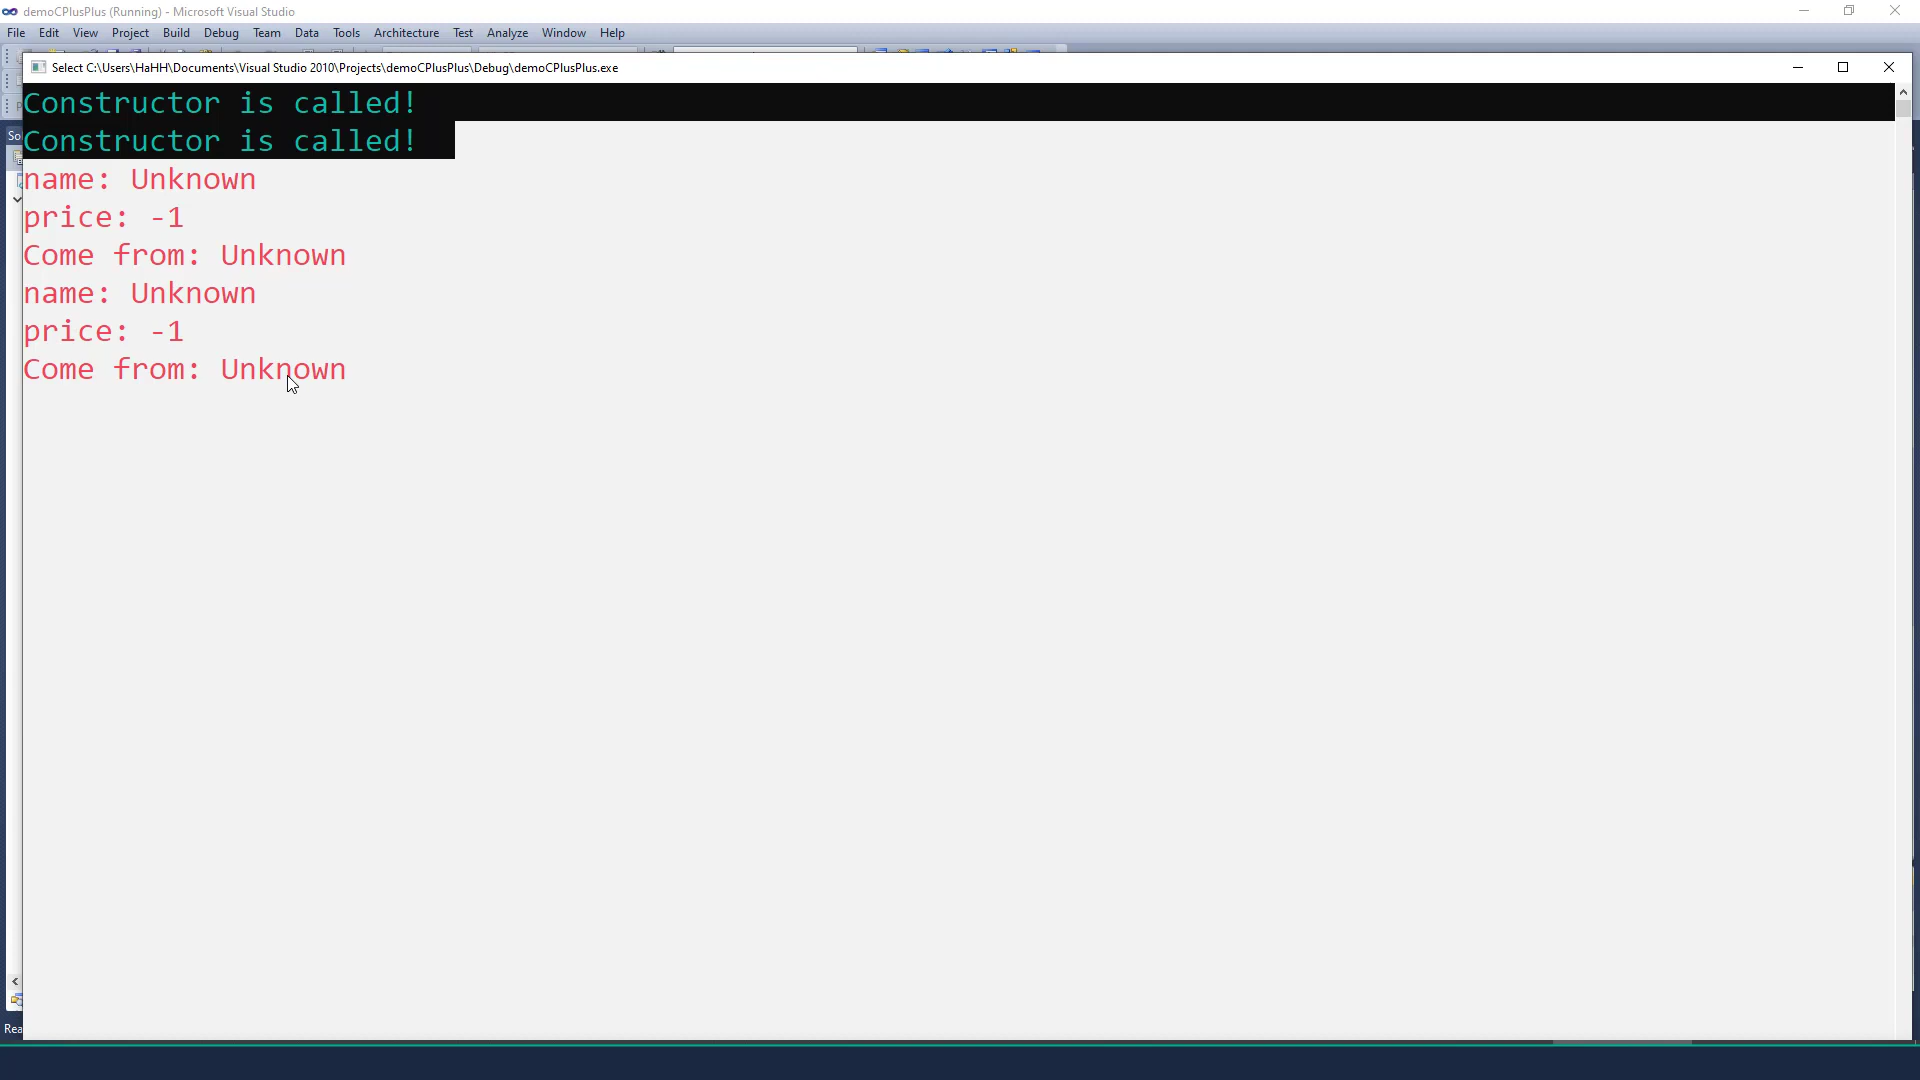 demoCPlusPlus (Running) - Microsoft Visual Studio
File Edit View Project Build Debug Team Data Tools Architecture Test Analyze Window Help
Select C:\Users\HaHH\Documents\Visual Studio 2010\Projects\demoCPlusPlus\Debug\demoCPlusPlus.exe
Constructor is called!
Constructor is called!
name: Unknown
price: -1
Come from: Unknown
name: Unknown
price: -1
Come from: Unknown